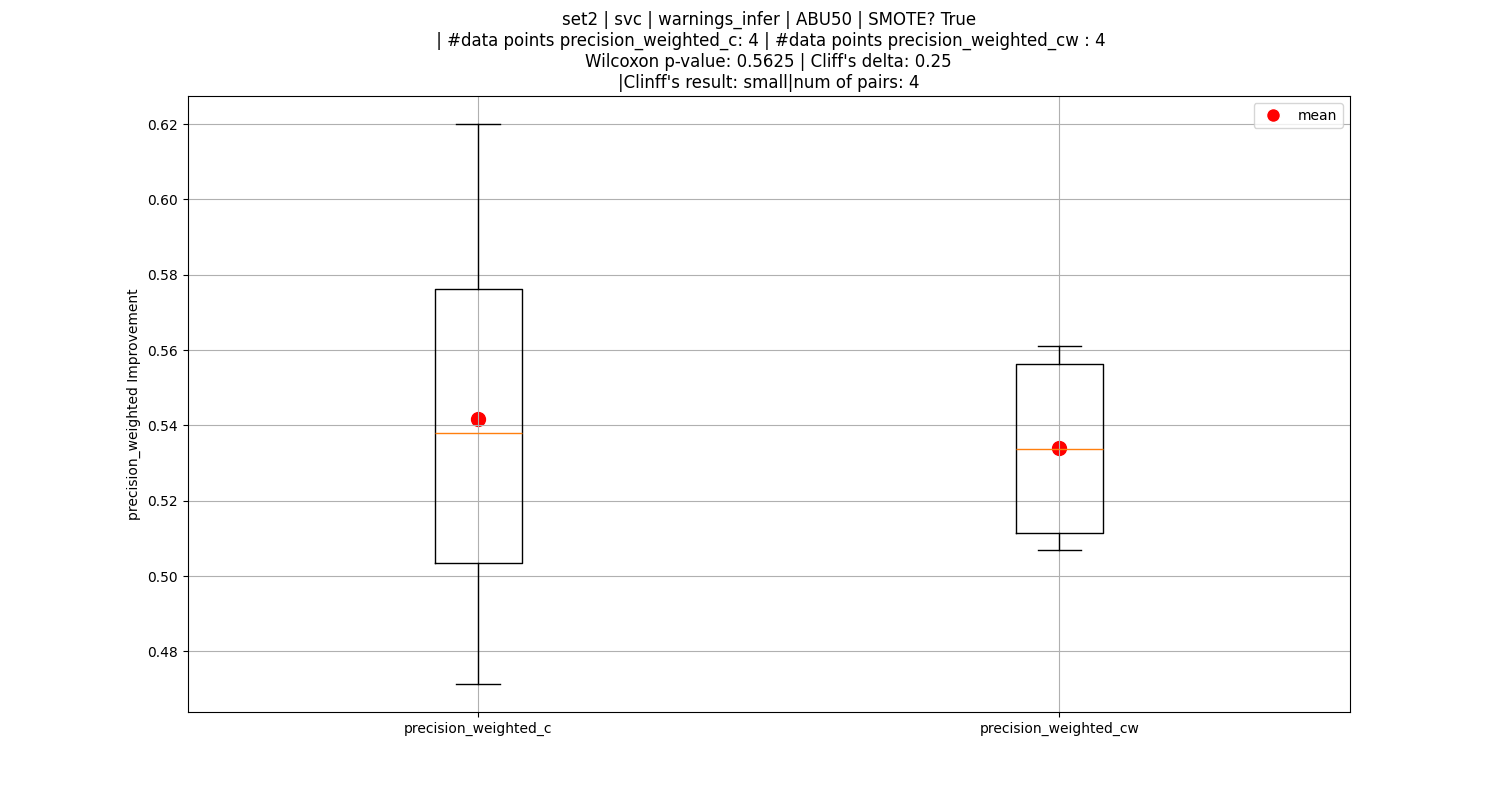 set2 | svc | warnings_infer | ABU50 | SMOTE? True
| #data points precision_weighted_c: 4 | #data points precision_weighted_cw : 4
Wilcoxon p-value: 0.5625 | Cliff's delta: 0.25
|Clinff's result: small|num of pairs: 4
mean
0.62
0.60
0.58
0.56
0.54
0.52
0.50
0.48
precision_weighted Improvement
precision_weighted_c
precision_weighted_cw